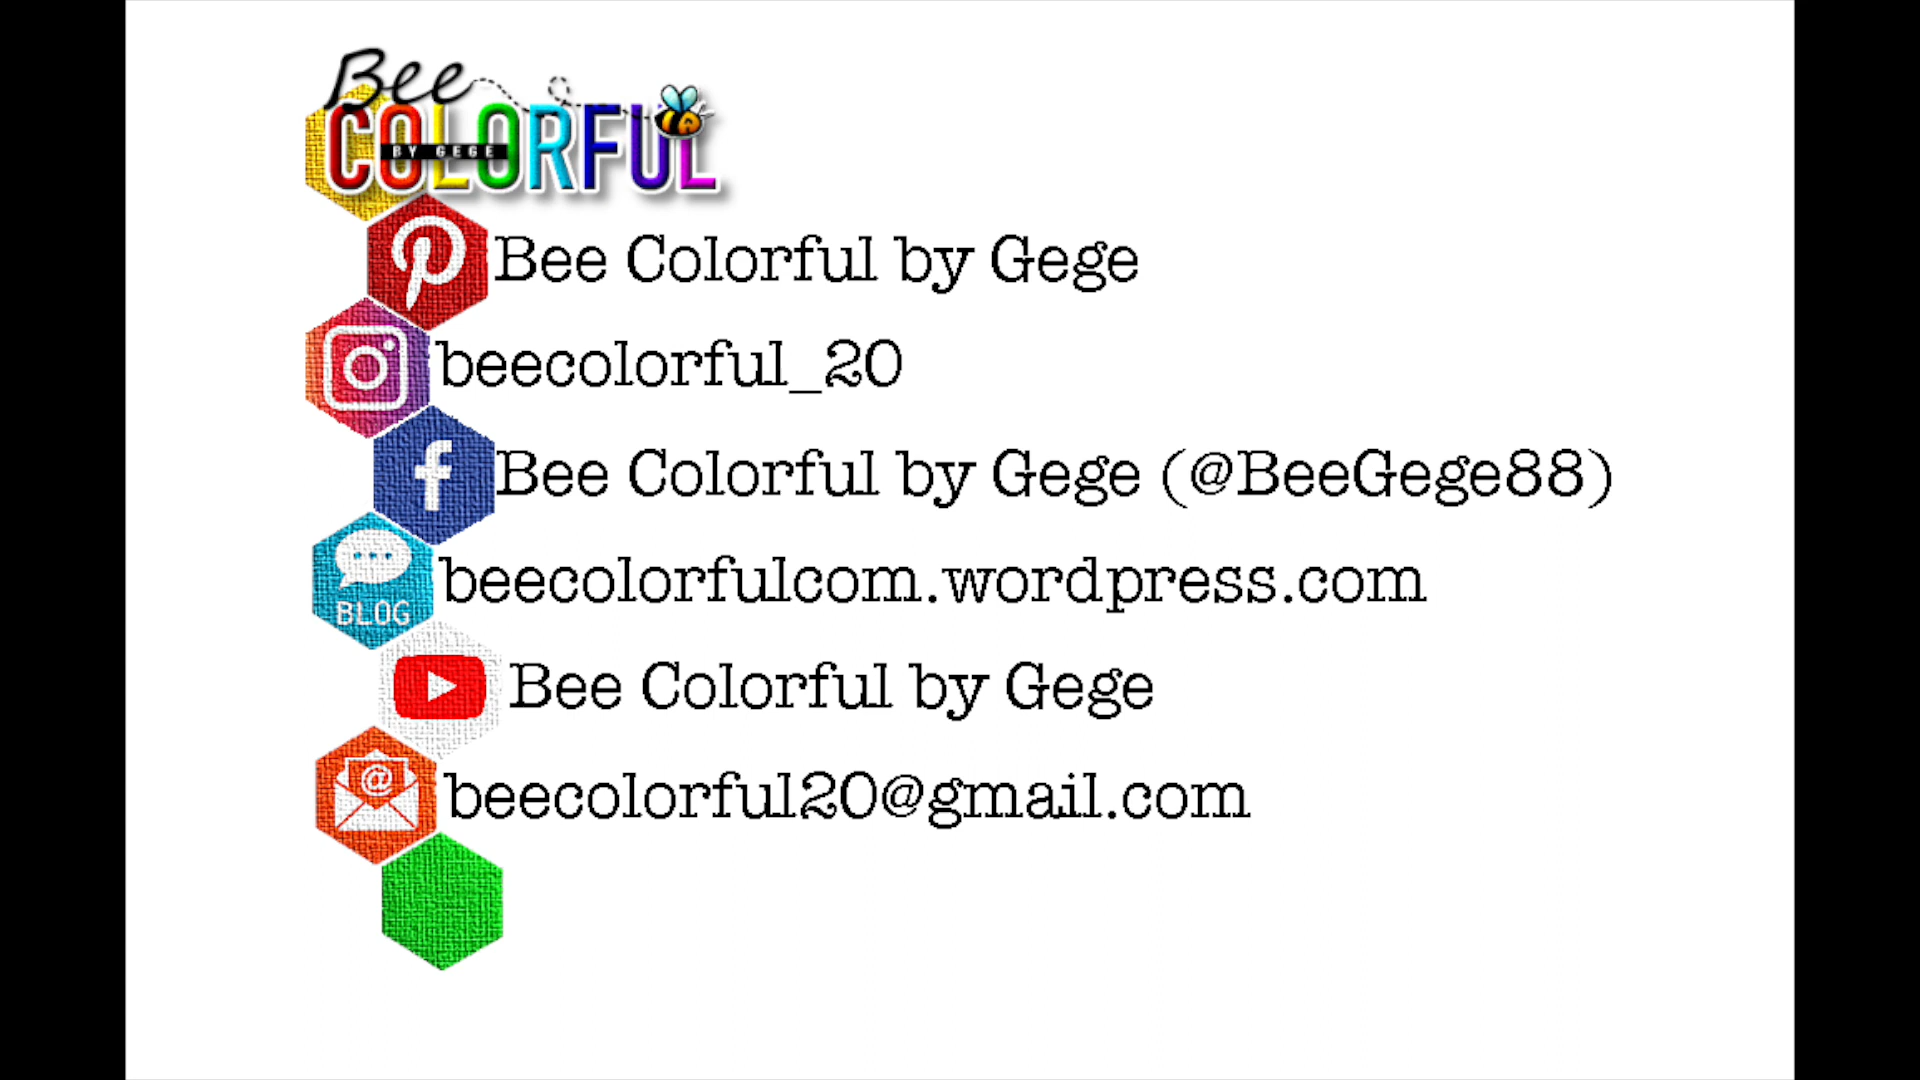 Bee
COLORFUL
BY GEGE
Bee Colorful by Gege
beecolorful_20
Bee Colorful by Gege (@BeeGege88)
beecolorfulcom.wordpress.com
BLOG
Bee Colorful by Gege
@
beecolorful20@gmail.com